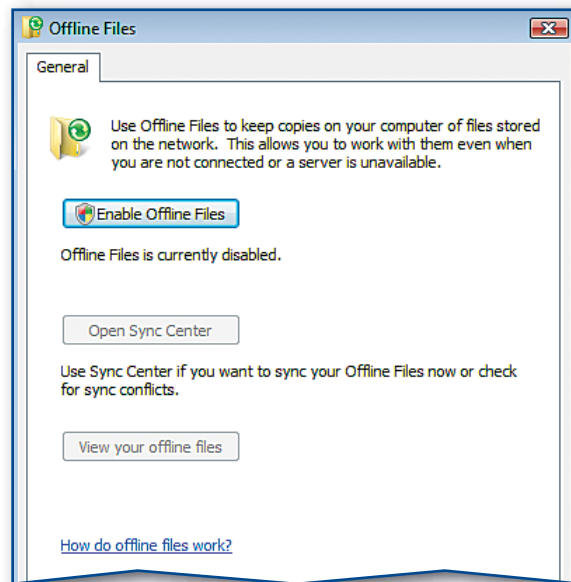 Offline Files
General
Use Offline Files to keep copies on your computer of files stored
on the network.  This allows you to work with them even when
you are not connected or a server is unavailable.
Enable Offline Files
Offline Files is currently disabled.
Open Sync Center
Use Sync Center if you want to sync your Offline Files now or check
for sync conflicts.
View your offline files
How do offline files work?